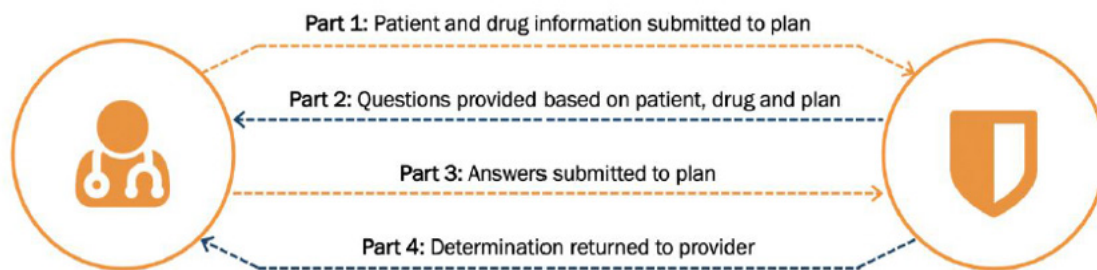 Part 1: Patient and drug information submitted to plan
Part 2: Questions provided based on patient, drug and plan
Part 3: Answers submitted to plan
Part 4: Determination returned to provider